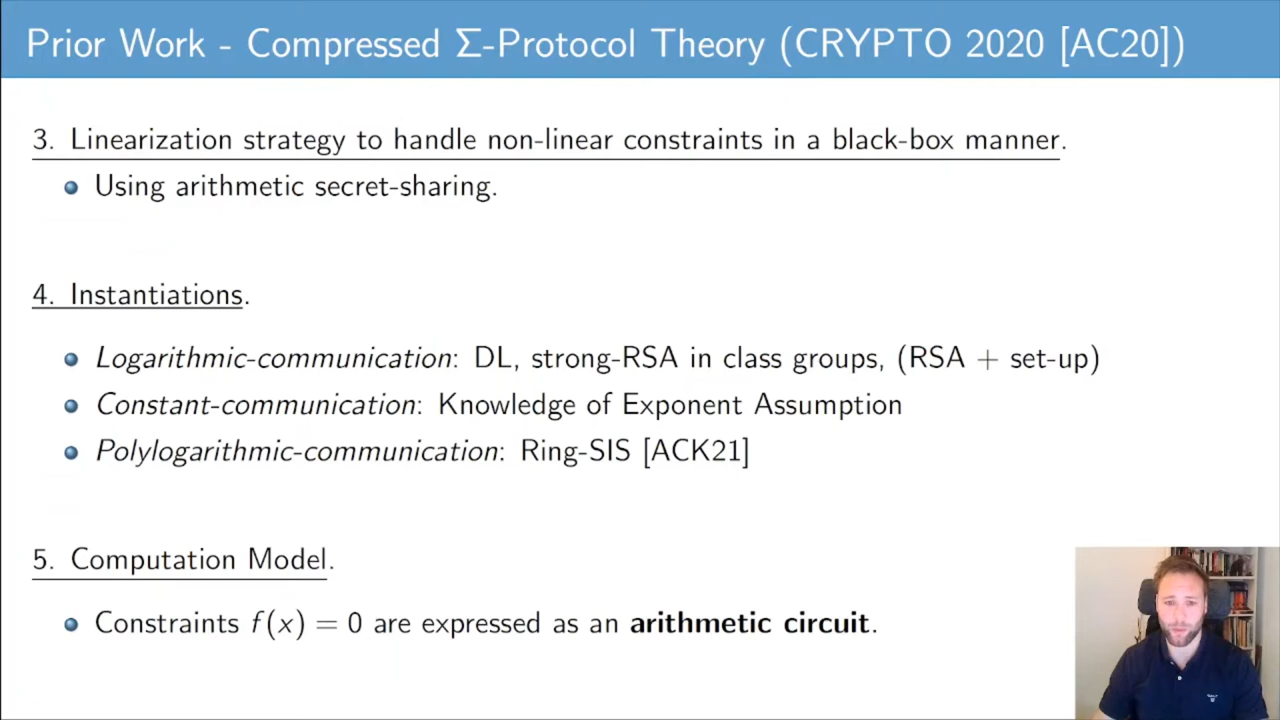 Prior Work - Compressed Σ-Protocol Theory (CRYPTO 2020 [AC20])
3. Linearization strategy to handle non-linear constraints in a black-box manner.
Using arithmetic secret-sharing.
4. Instantiations.
Logarithmic-communication: DL, strong-RSA in class groups, (RSA + set-up)
Constant-communication: Knowledge of Exponent Assumption
Polylogarithmic-communication: Ring-SIS [ACK21]
5. Computation Model.
Constraints f(x) = 0 are expressed as an arithmetic circuit.